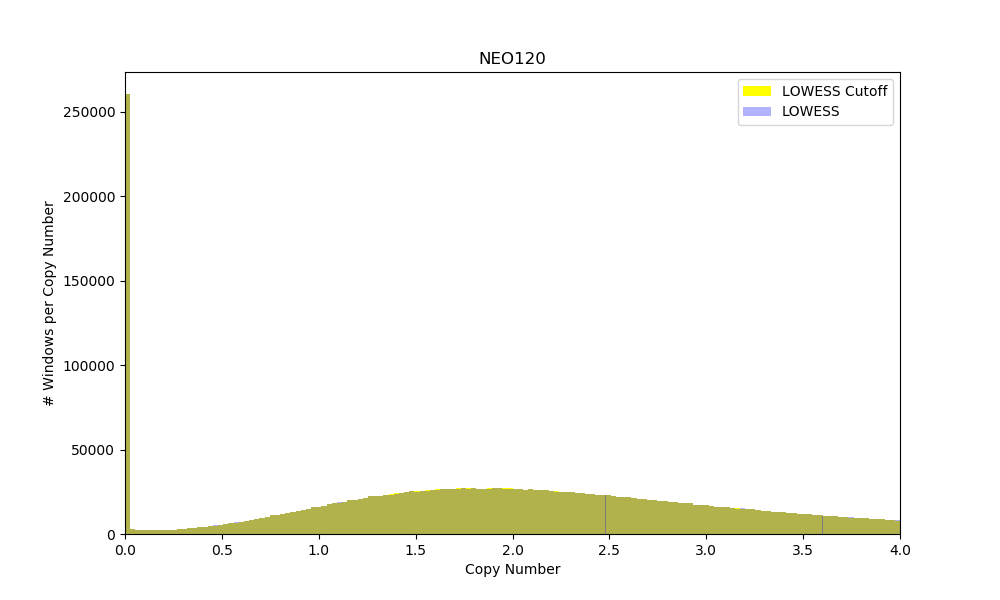 NEO120
LOWESS Cutoff
LOWESS
# Windows per Copy Number
250000
200000
150000
100000
50000
0
0.0 0.5 1.0 1.5 2.0 2.5 3.0 3.5 4.0
Copy Number